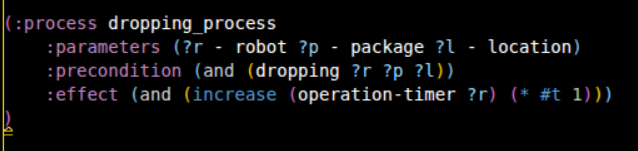 (:process dropping_process
    :parameters (?r - robot ?p - package ?l - location)
    :precondition (and (dropping ?r ?p ?l))
    :effect (and (increase (operation-timer ?r) (* #t 1)))
)